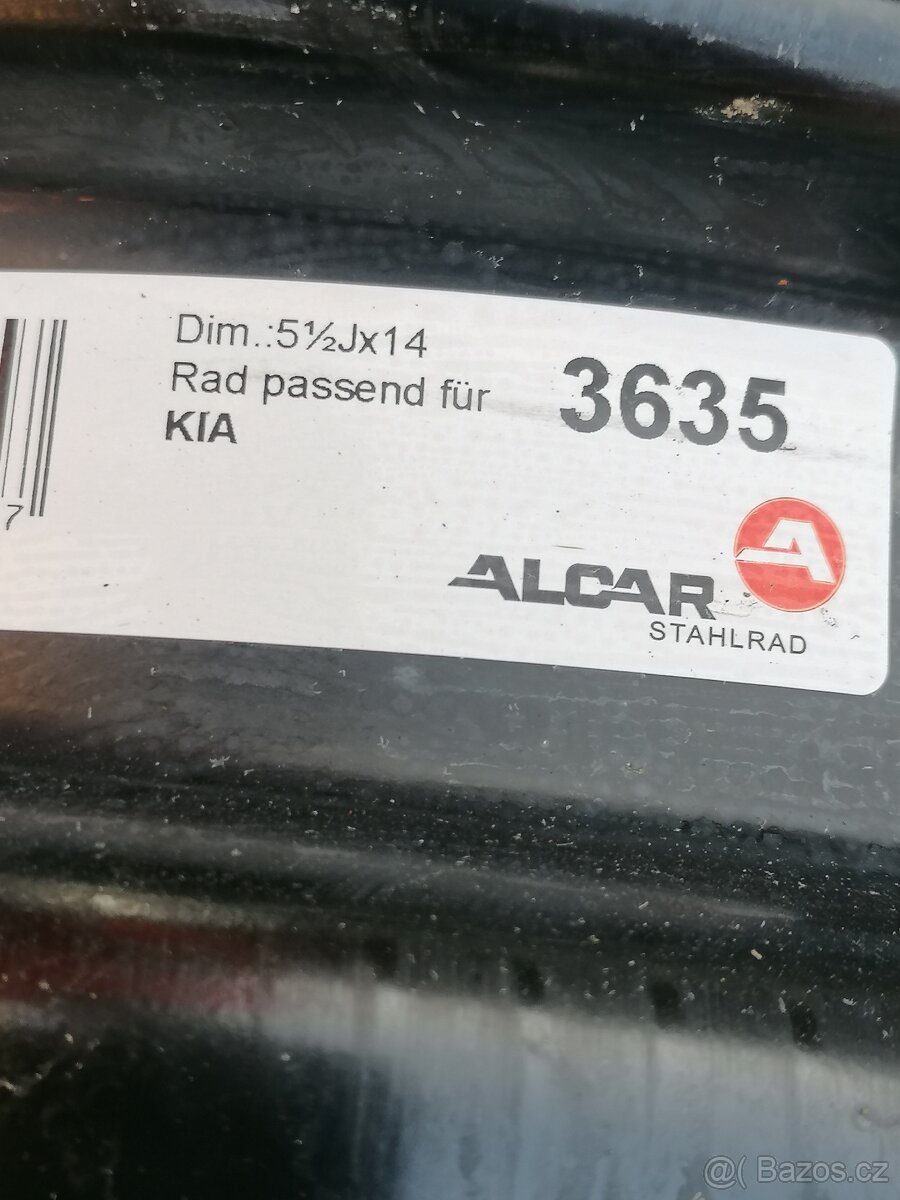 Dim.:5½Jx14
Rad passend für
KIA
3635
7
ALCAR
STAHLRAD
@( Bazos.cz